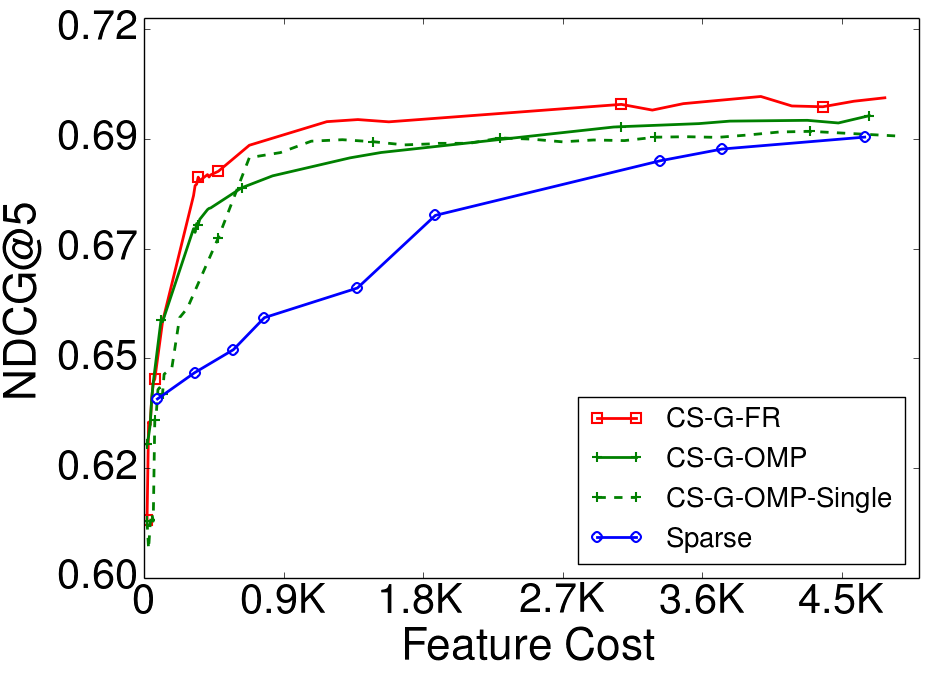 0.72
0.69
0.67
0.65
0.62
0.60
NDCG@5
0
0.9K
1.8K
2.7K
3.6K
4.5K
Feature Cost
CS-G-FR
CS-G-OMP
CS-G-OMP-Single
Sparse